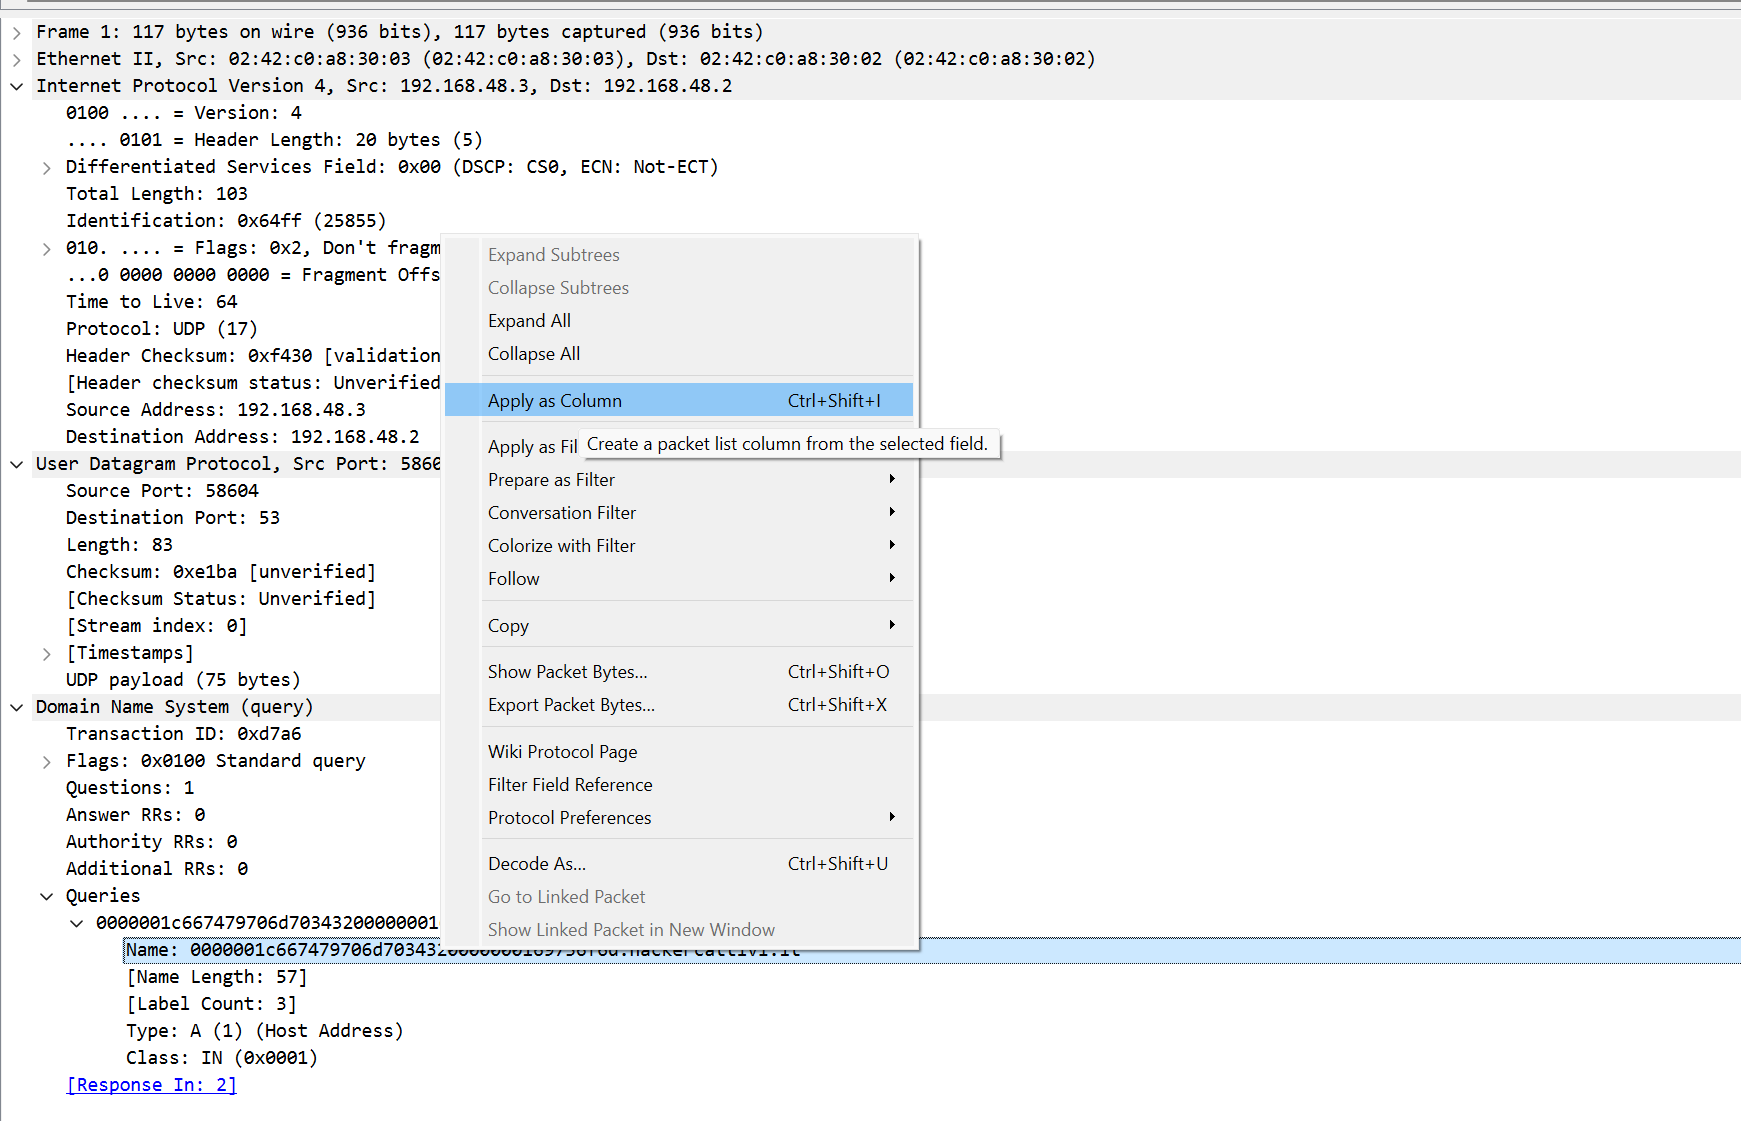 Frame 1: 117 bytes on wire (936 bits), 117 bytes captured (936 bits)
Ethernet II, Src: 02:42:c0:a8:30:03 (02:42:c0:a8:30:03), Dst: 02:42:c0:a8:30:02 (02:42:c0:a8:30:02)
Internet Protocol Version 4, Src: 192.168.48.3, Dst: 192.168.48.2
0100 .... = Version: 4
.... 0101 = Header Length: 20 bytes (5)
Differentiated Services Field: 0x00 (DSCP: CS0, ECN: Not-ECT)
Total Length: 103
Identification: 0x64ff (25855)
010. .... = Flags: 0x2, Don't fragm
...0 0000 0000 0000 = Fragment Offs
Time to Live: 64
Protocol: UDP (17)
Header Checksum: 0xf430 [validation
[Header checksum status: Unverified
Source Address: 192.168.48.3
Destination Address: 192.168.48.2
User Datagram Protocol, Src Port: 5860
Source Port: 58604
Destination Port: 53
Length: 83
Checksum: 0xe1ba [unverified]
[Checksum Status: Unverified]
[Stream index: 0]
[Timestamps]
UDP payload (75 bytes)
Domain Name System (query)
Transaction ID: 0xd7a6
Flags: 0x0100 Standard query
Questions: 1
Answer RRs: 0
Authority RRs: 0
Additional RRs: 0
Queries
0000001c667479706d70343200000001
Name:
[Name Length: 57]
[Label Count: 3]
Type: A (1) (Host Address)
Class: IN (0x0001)
[Response In: 2]
Expand Subtrees
Collapse Subtrees
Expand All
Collapse All
Apply as Column Ctrl+Shift+I
Apply as Fil
Create a packet list column from the selected field.
Prepare as Filter
Conversation Filter
Colorize with Filter
Follow
Copy
Show Packet Bytes... Ctrl+Shift+O
Export Packet Bytes... Ctrl+Shift+X
Wiki Protocol Page
Filter Field Reference
Protocol Preferences
Decode As... Ctrl+Shift+U
Go to Linked Packet
Show Linked Packet in New Window